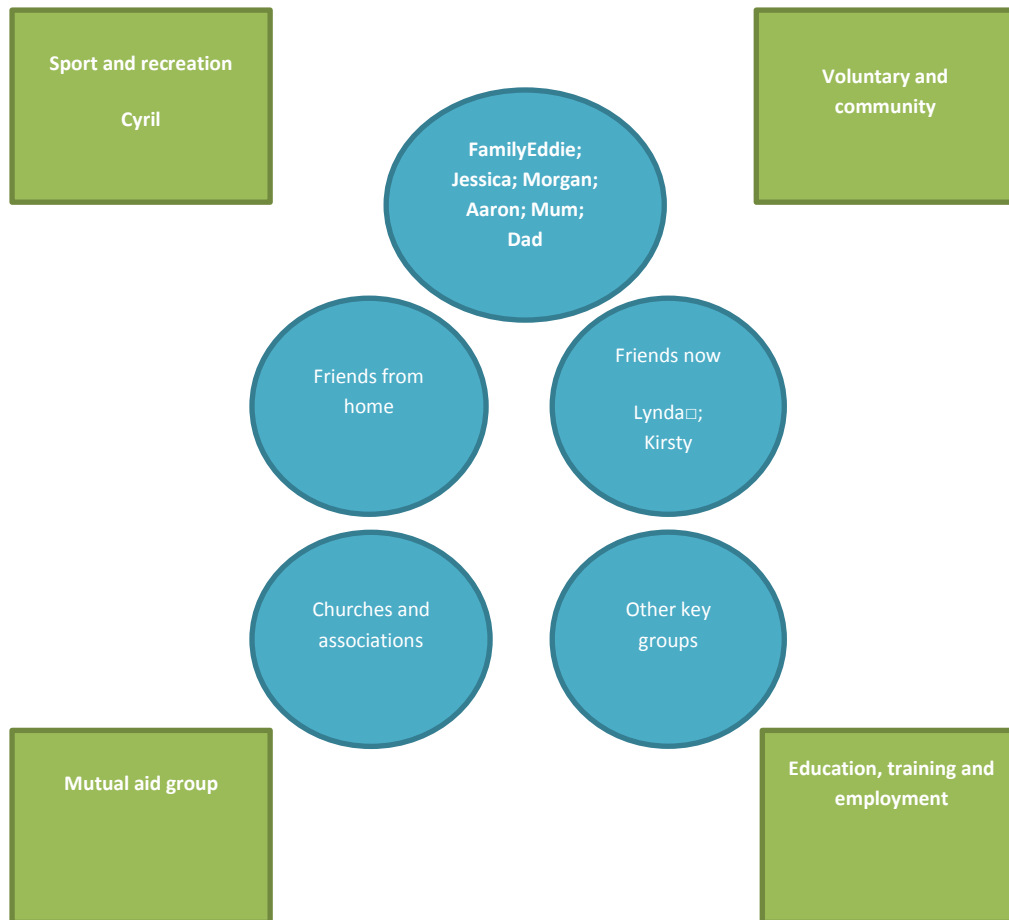 Sport and recreation
Cyril
Voluntary and
community
FamilyEddie;
Jessica; Morgan;
Aaron; Mum;
Dad
Friends from
home
Friends now
Lynda□;
Kirsty
Churches and
associations
Other key
groups
Mutual aid group
Education, training and
employment